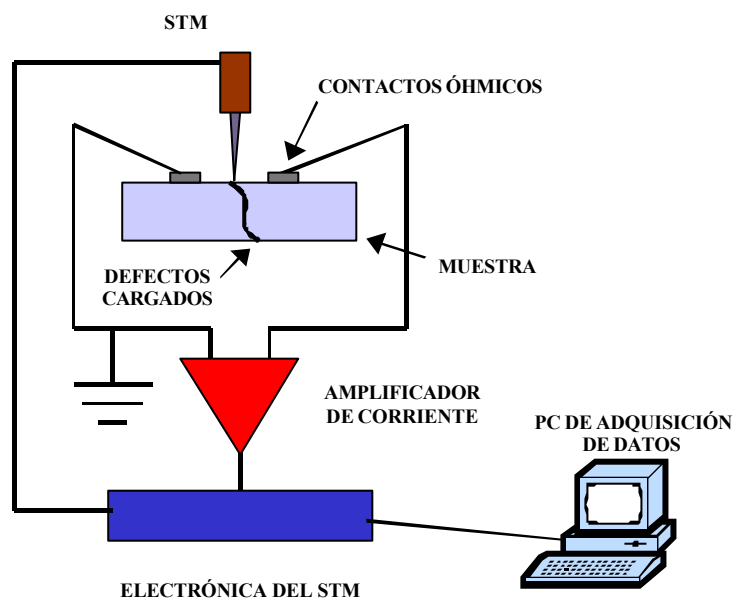 STM
CONTACTOS ÓHMICOS
MUESTRA
DEFECTOS
CARGADOS
AMPLIFICADOR
DE CORRIENTE
PC DE ADQUISICIÓN
DE DATOS
ELECTRÓNICA DEL STM